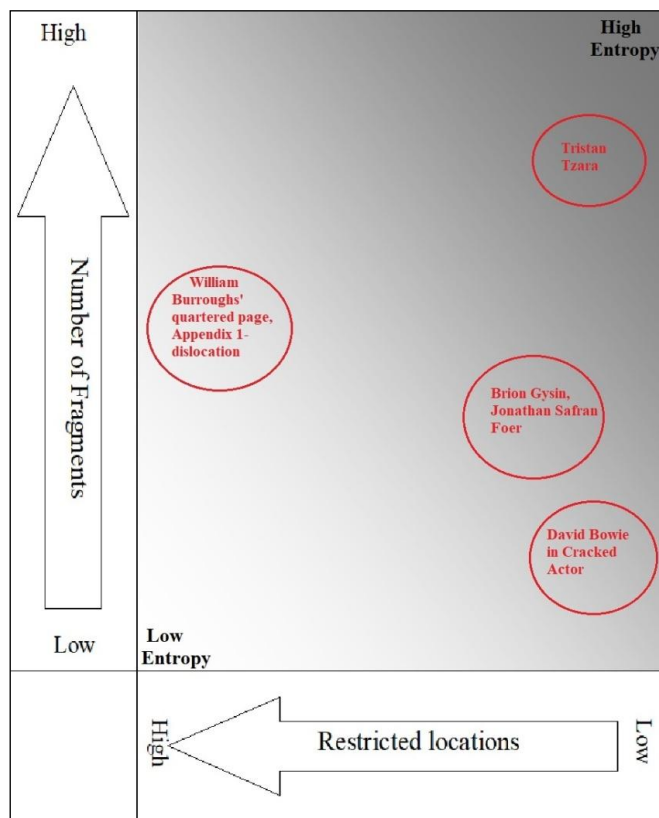 High
High
Entropy
Tristan
Tzara
Number of Fragments
William
Burroughs'
quartered page,
Appendix 1-
dislocation
Brion Gysin,
Jonathan Safran
Foer
David Bowie
in Cracked
Actor
Low
Low
Entropy
High
Restricted locations
Low